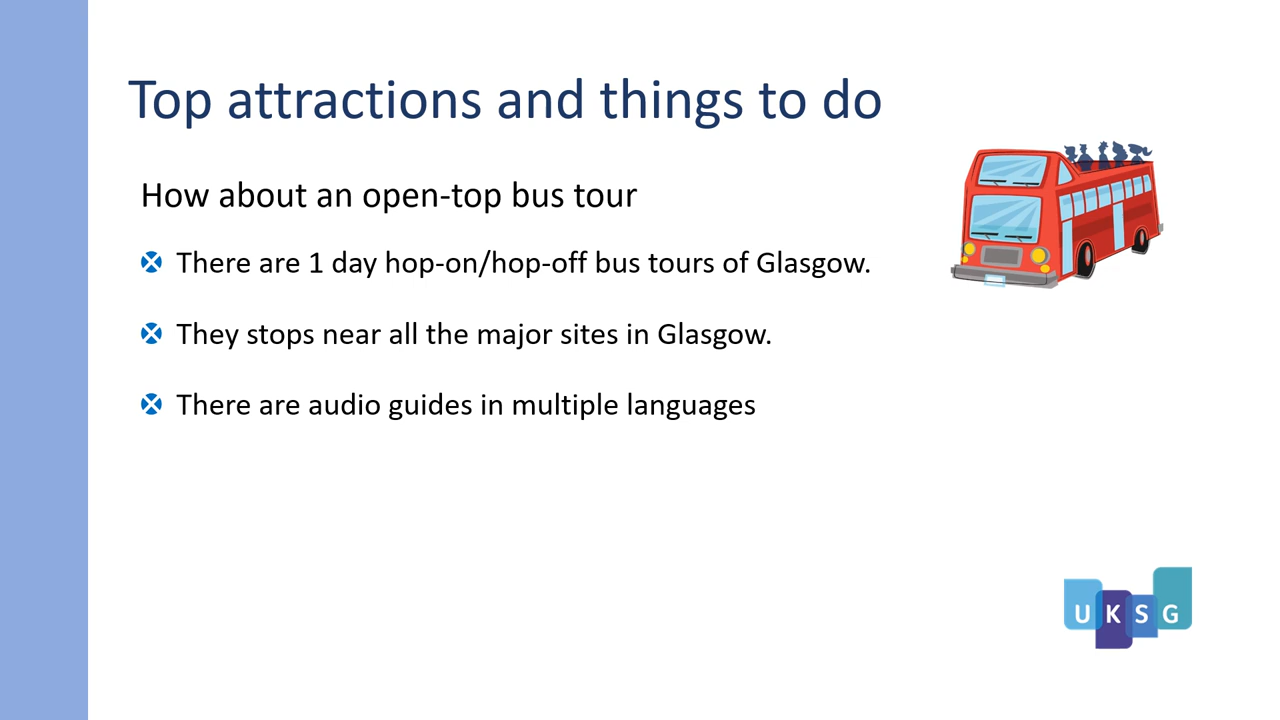 Top attractions and things to do
How about an open-top bus tour
There are 1 day hop-on/hop-off bus tours of Glasgow.
They stops near all the major sites in Glasgow.
There are audio guides in multiple languages
UKSG